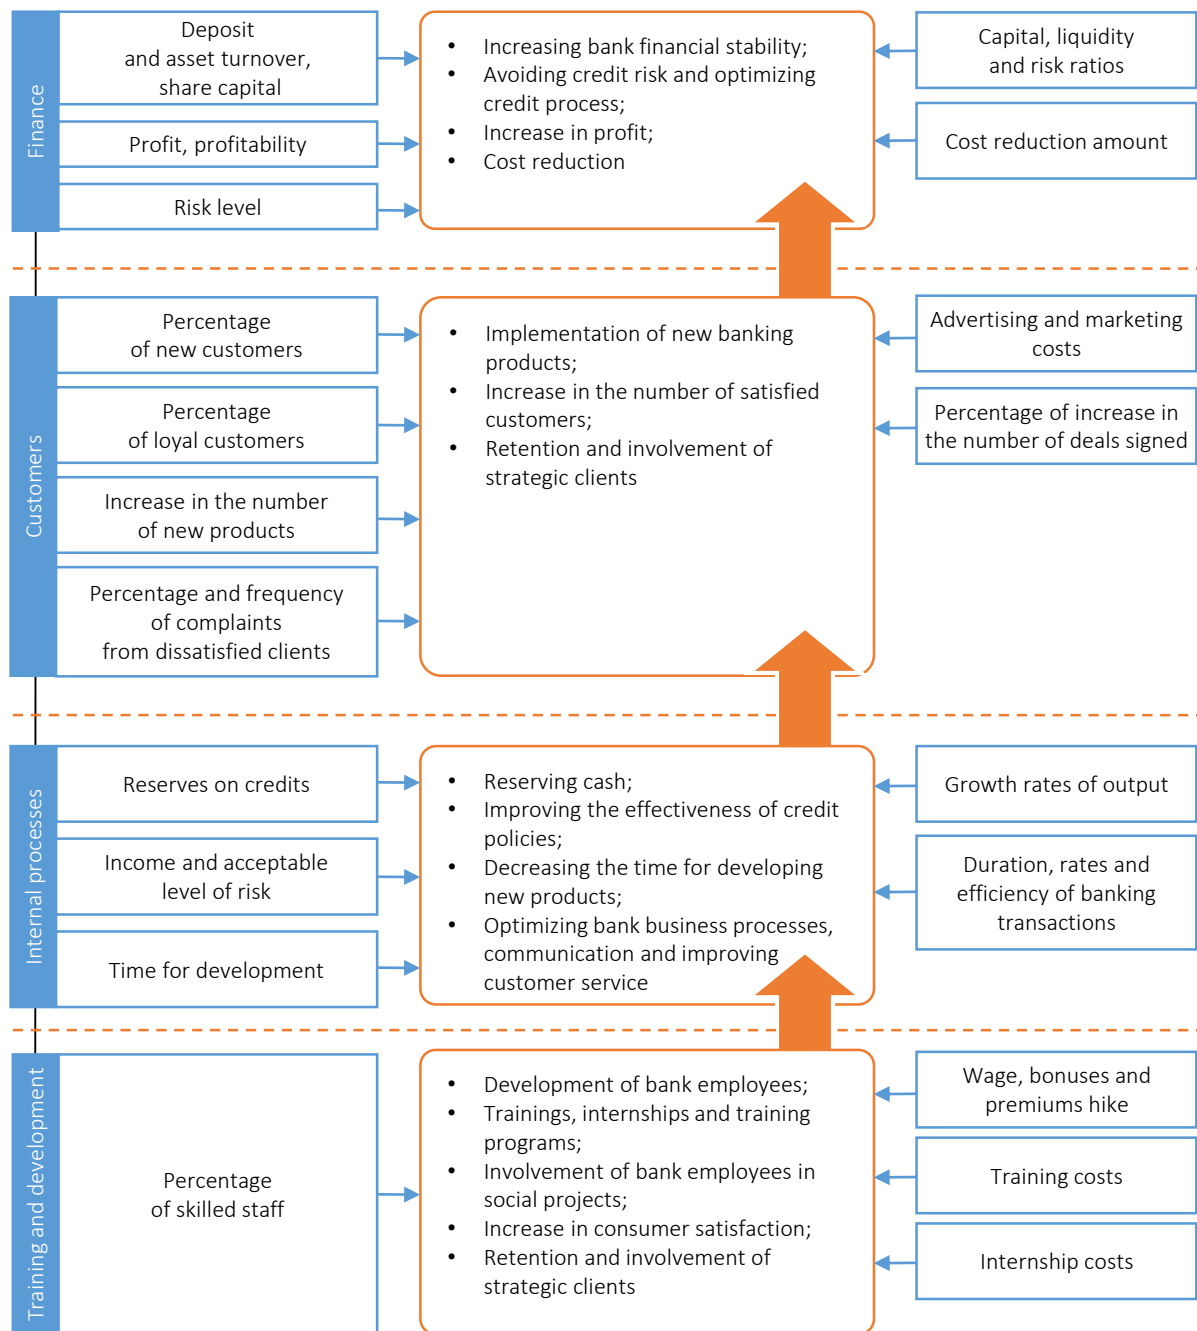 Finance
Deposit
and asset turnover,
share capital
Profit, profitability
Risk level
• Increasing bank financial stability;
• Avoiding credit risk and optimizing
credit process;
• Increase in profit;
• Cost reduction
Capital, liquidity
and risk ratios
Cost reduction amount
Customers
Percentage
of new customers
Percentage
of loyal customers
Increase in the number
of new products
Percentage and frequency
of complaints
from dissatisfied clients
• Implementation of new banking
products;
• Increase in the number of satisfied
customers;
• Retention and involvement of
strategic clients
Advertising and marketing
costs
Percentage of increase in
the number of deals signed
Internal processes
Reserves on credits
Income and acceptable
level of risk
Time for development
• Reserving cash;
• Improving the effectiveness of credit
policies;
• Decreasing the time for developing
new products;
• Optimizing bank business processes,
communication and improving
customer service
Growth rates of output
Duration, rates and
efficiency of banking
transactions
Training and development
Percentage
of skilled staff
• Development of bank employees;
• Trainings, internships and training
programs;
• Involvement of bank employees in
social projects;
• Increase in consumer satisfaction;
• Retention and involvement of
strategic clients
Wage, bonuses and
premiums hike
Training costs
Internship costs